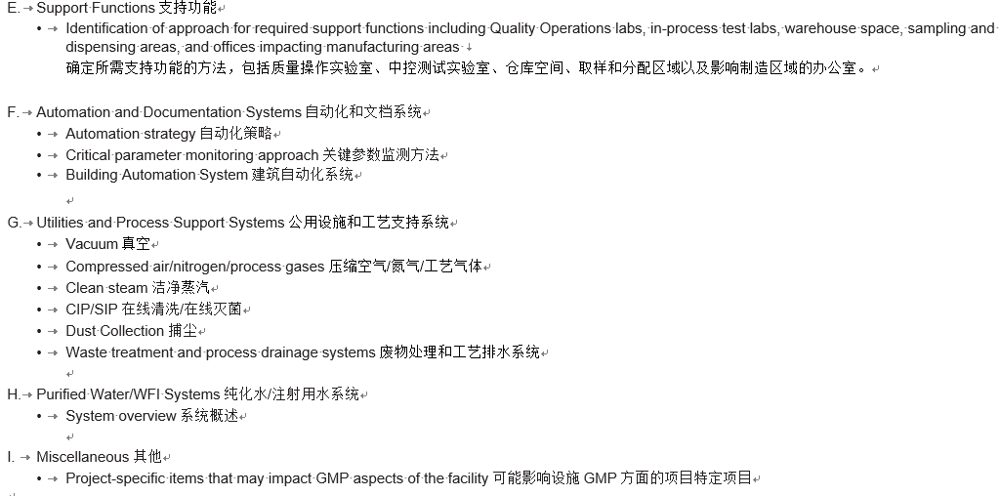 E. Support Functions 支持功能
• Identification of approach for required support functions including Quality Operations labs, in-process test labs, warehouse space, sampling and
dispensing areas, and offices impacting manufacturing areas
确定所需支持功能的方法，包括质量操作实验室、中控测试实验室、仓库空间、取样和分配区域以及影响制造区域的办公室。
F. Automation and Documentation Systems 自动化和文档系统
• Automation strategy 自动化策略
• Critical parameter monitoring approach 关键参数监测方法
• Building Automation System 建筑自动化系统
G. Utilities and Process Support Systems 公用设施和工艺支持系统
• Vacuum 真空
• Compressed air/nitrogen/process gases 压缩空气/氮气/工艺气体
• Clean steam 洁净蒸汽
• CIP/SIP 在线清洗/在线灭菌
• Dust Collection 捕尘
• Waste treatment and process drainage systems 废物处理和工艺排水系统
H. Purified Water/WFI Systems 纯化水/注射用水系统
• System overview 系统概述
I. Miscellaneous 其他
• Project-specific items that may impact GMP aspects of the facility 可能影响设施 GMP 方面的项目特定项目